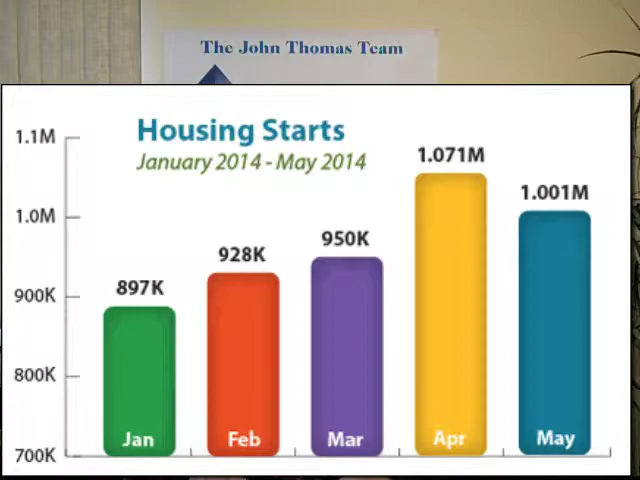 The John Thomas Team
Housing Starts
January 2014 - May 2014
1.1M
1.0M
900K
800K
700K
897K
928K
950K
1.071M
1.001M
Jan
Feb
Mar
Apr
May